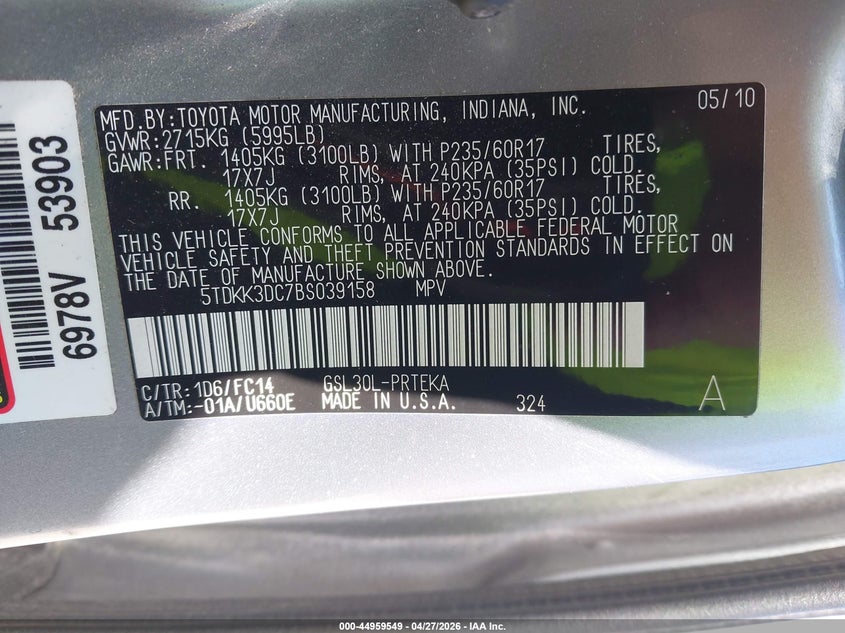 MFD.BY:TOYOTA MOTOR MANUFACTURING, INDIANA, INC. 05/10
GVWR:2715KG (5995LB)
GAWR:FRT. 1405KG (3100LB) WITH P235/60R17 TIRES,
17X7J RIMS, AT 240KPA (35PSI) COLD.
RR. 1405KG (3100LB) WITH P235/60R17 TIRES,
17X7J RIMS, AT 240KPA (35PSI) COLD.
THIS VEHICLE CONFORMS TO ALL APPLICABLE FEDERAL MOTOR
VEHICLE SAFETY AND THEFT PREVENTION STANDARDS IN EFFECT ON
THE DATE OF MANUFACTURE SHOWN ABOVE.
5TDKK3DC7BS039158 MPV
C/TR:1D6/FC14 GSL30L-PRTEKA
A/TM:-01A/U660E MADE IN U.S.A. 324 A
6978V 53903
000-44959549 - 04/27/2026 - IAA Inc.